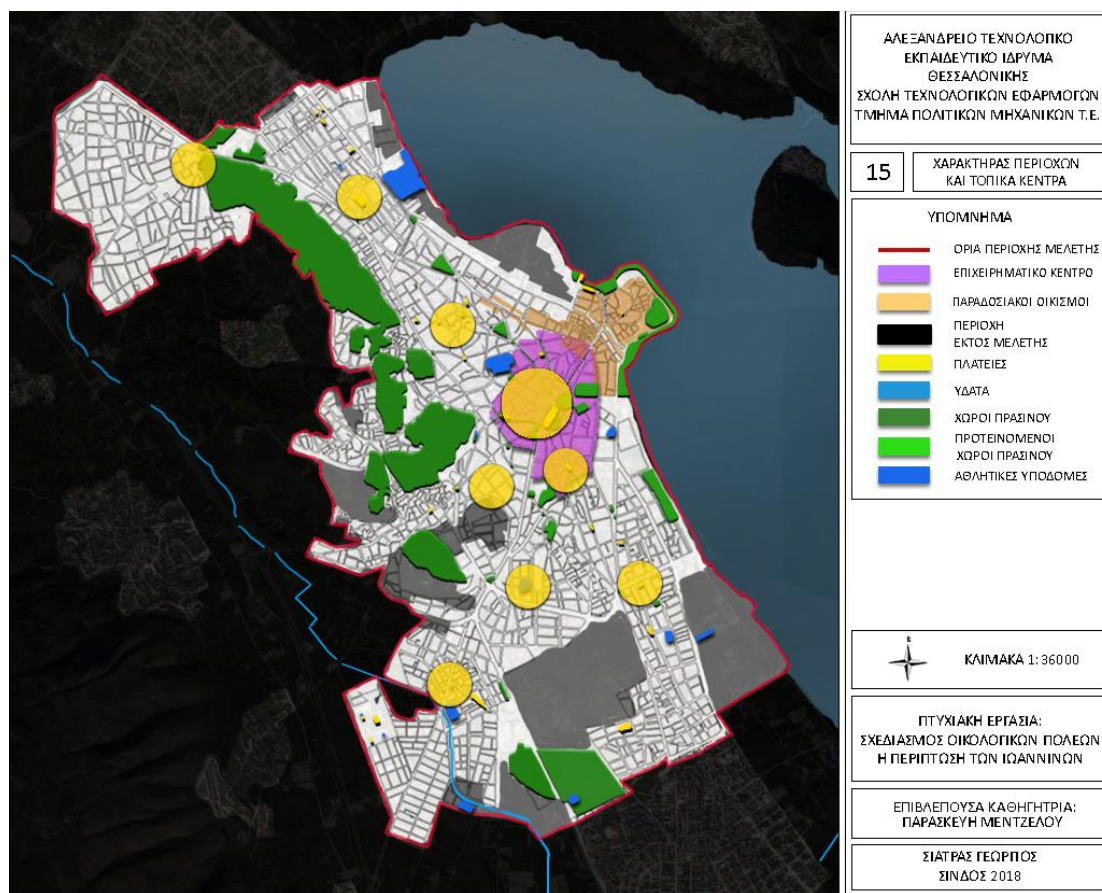 ΑΛΕΞΑΝΔΡΕΙΟ ΤΕΧΝΟΛΟΓΙΚΟ
ΕΚΠΑΙΔΕΥΤΙΚΟ ΙΔΡΥΜΑ
ΘΕΣΣΑΛΟΝΙΚΗΣ
ΣΧΟΛΗ ΤΕΧΝΟΛΟΓΙΚΩΝ ΕΦΑΡΜΟΓΩΝ
ΤΜΗΜΑ ΠΟΛΙΤΙΚΩΝ ΜΗΧΑΝΙΚΩΝ Τ.Ε.
15
ΧΑΡΑΚΤΗΡΑΣ ΠΕΡΙΟΧΩΝ
ΚΑΙ ΤΟΠΙΚΑ ΚΕΝΤΡΑ
ΥΠΟΜΝΗΜΑ
ΟΡΙΑ ΠΕΡΙΟΧΗΣ ΜΕΛΕΤΗΣ
ΕΠΙΧΕΙΡΗΜΑΤΙΚΟ ΚΕΝΤΡΟ
ΠΑΡΑΔΟΣΙΑΚΟΙ ΟΙΚΙΣΜΟΙ
ΠΕΡΙΟΧΗ
ΕΚΤΟΣ ΜΕΛΕΤΗΣ
ΠΛΑΤΕΙΕΣ
ΥΔΑΤΑ
ΧΩΡΟΙ ΠΡΑΣΙΝΟΥ
ΠΡΟΤΕΙΝΟΜΕΝΟΙ
ΧΩΡΟΙ ΠΡΑΣΙΝΟΥ
ΑΘΛΗΤΙΚΕΣ ΥΠΟΔΟΜΕΣ
ΚΛΙΜΑΚΑ 1: 36000
ΠΤΥΧΙΑΚΗ ΕΡΓΑΣΙΑ:
ΣΧΕΔΙΑΣΜΟΣ ΟΙΚΟΛΟΓΙΚΩΝ ΠΟΛΕΩΝ
Η ΠΕΡΙΠΤΩΣΗ ΤΩΝ ΙΩΑΝΝΙΝΩΝ
ΕΠΙΒΛΕΠΟΥΣΑ ΚΑΘΗΓΗΤΡΙΑ:
ΠΑΡΑΣΚΕΥΗ ΜΕΝΤΖΕΛΟΥ
ΣΙΑΤΡΑΣ ΓΕΩΡΓΙΟΣ
ΣΙΝΔΟΣ 2018